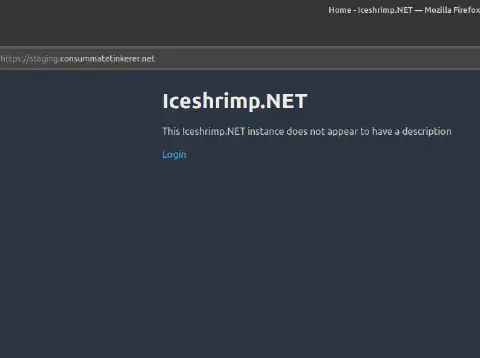 Home - Iceshrimp.NET — Mozilla Firefox
https://staging.consummatetinkerer.net
Iceshrimp.NET
This Iceshrimp.NET instance does not appear to have a description
Login